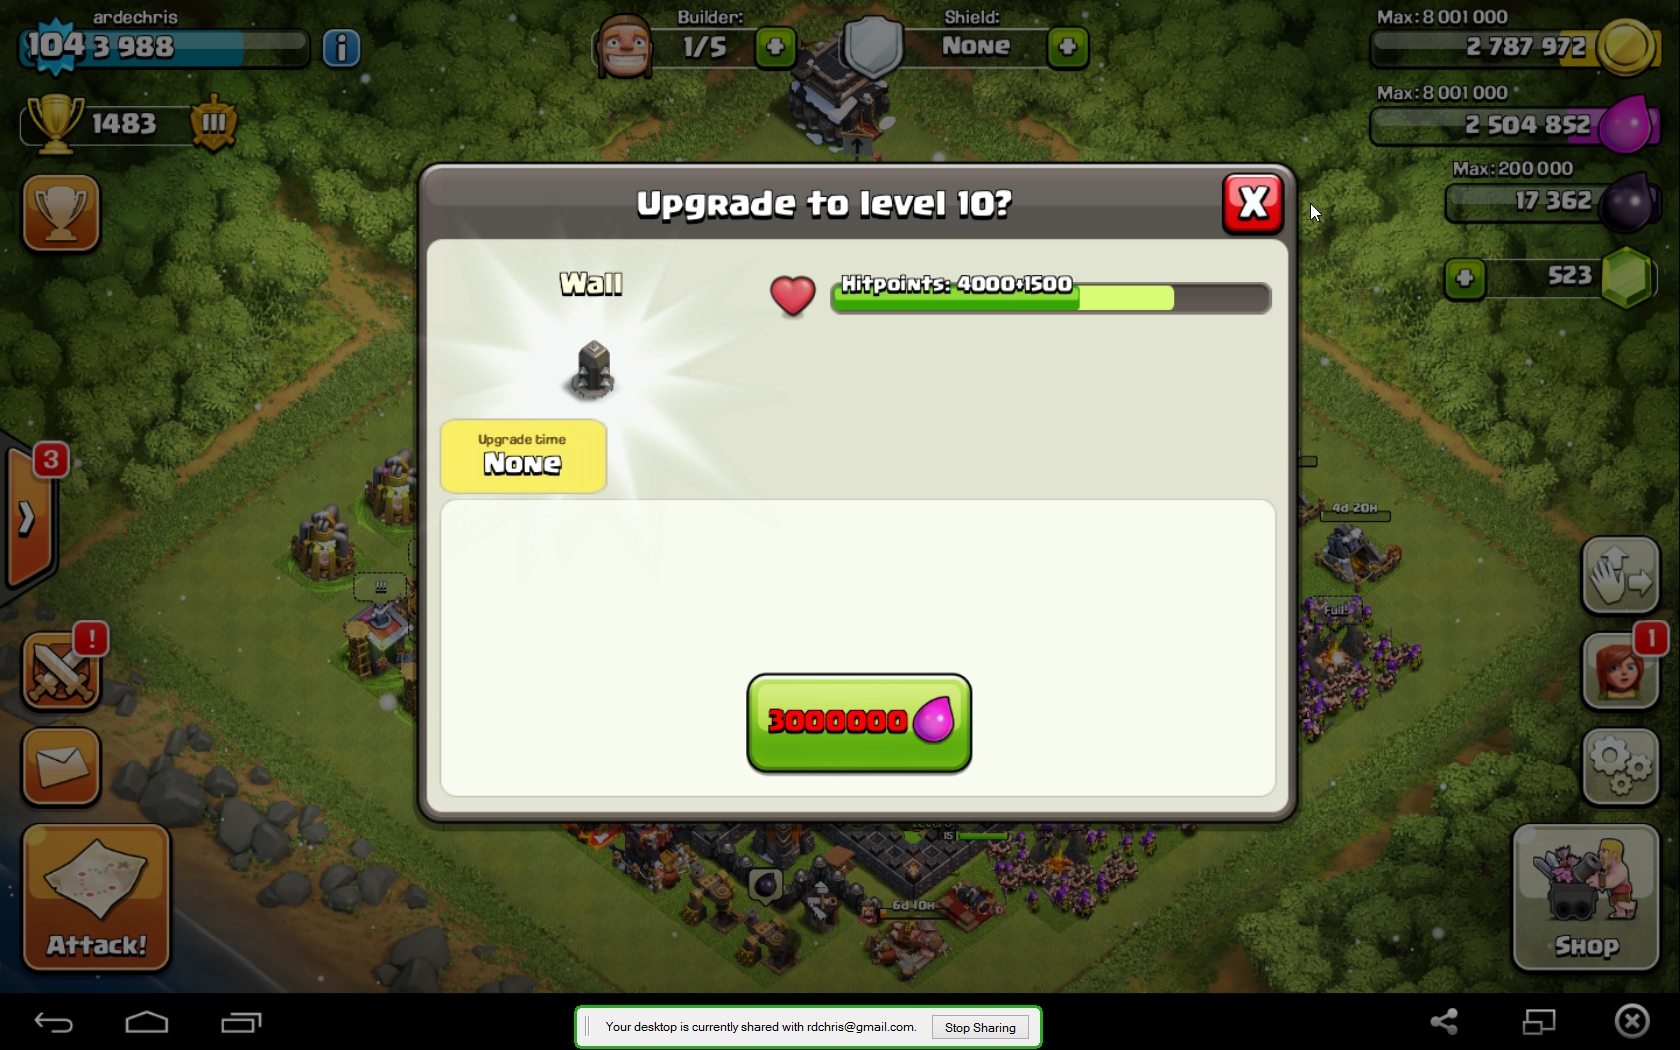 ardechris
104 3 988
i
Builder:
1/5
Shield:
None
Max: 8 001 000
2 787 972
Max: 8 001 000
2 504 852
Max: 200 000
17 362
523
1483
III
Upgrade to level 10?
X
Wall
Hitpoints: 4000+1500
Upgrade time
None
3000000
3
!
4d 20H
Full!
1
15
6d 10H
Attack!
Shop
Your desktop is currently shared with rdchris@gmail.com.
Stop Sharing